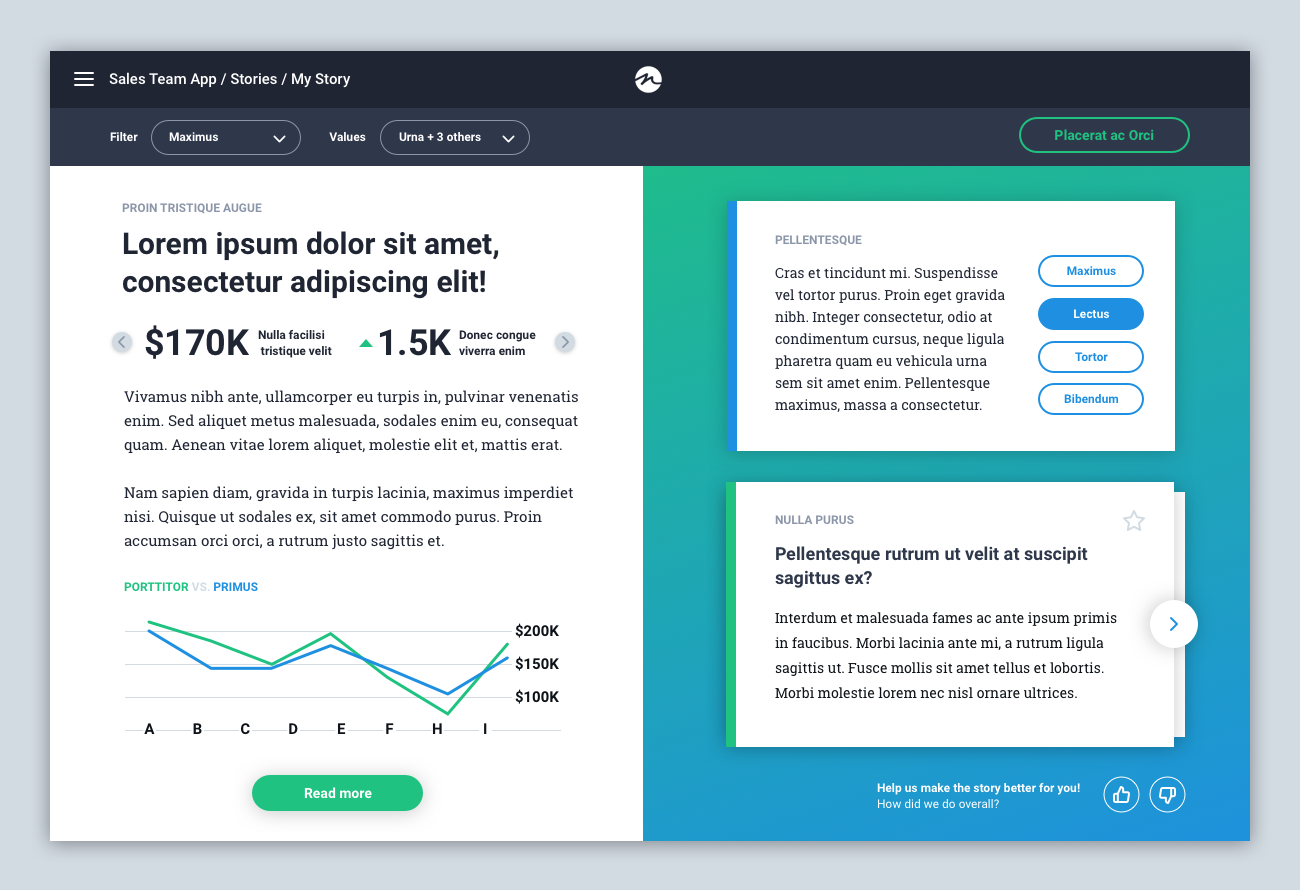 Sales Team App / Stories / My Story
Filter
Maximus
Values
Urna + 3 others
Placerat ac Orci
PROIN TRISTIQUE AUGUE
Lorem ipsum dolor sit amet,
consectetur adipiscing elit!
$170K
Nulla facilisi
tristique velit
1.5K
Donec congue
viverra enim
Vivamus nibh ante, ullamcorper eu turpis in, pulvinar venenatis
enim. Sed aliquet metus malesuada, sodales enim eu, consequat
quam. Aenean vitae lorem aliquet, molestie elit et, mattis erat.
Nam sapien diam, gravida in turpis lacinia, maximus imperdiet
nisi. Quisque ut sodales ex, sit amet commodo purus. Proin
accumsan orci orci, a rutrum justo sagittis et.
PORTTITOR VS. PRIMUS
$200K
$150K
$100K
A B C D E F H I
Read more
PELLENTESQUE
Cras et tincidunt mi. Suspendisse
vel tortor purus. Proin eget gravida
nibh. Integer consectetur, odio at
condimentum cursus, neque ligula
pharetra quam eu vehicula urna
sem sit amet enim. Pellentesque
maximus, massa a consectetur.
Maximus
Lectus
Tortor
Bibendum
NULLA PURUS
Pellentesque rutrum ut velit at suscipit
sagittus ex?
Interdum et malesuada fames ac ante ipsum primis
in faucibus. Morbi lacinia ante mi, a rutrum ligula
sagittis ut. Fusce mollis sit amet tellus et lobortis.
Morbi molestie lorem nec nisl ornare ultrices.
Help us make the story better for you!
How did we do overall?